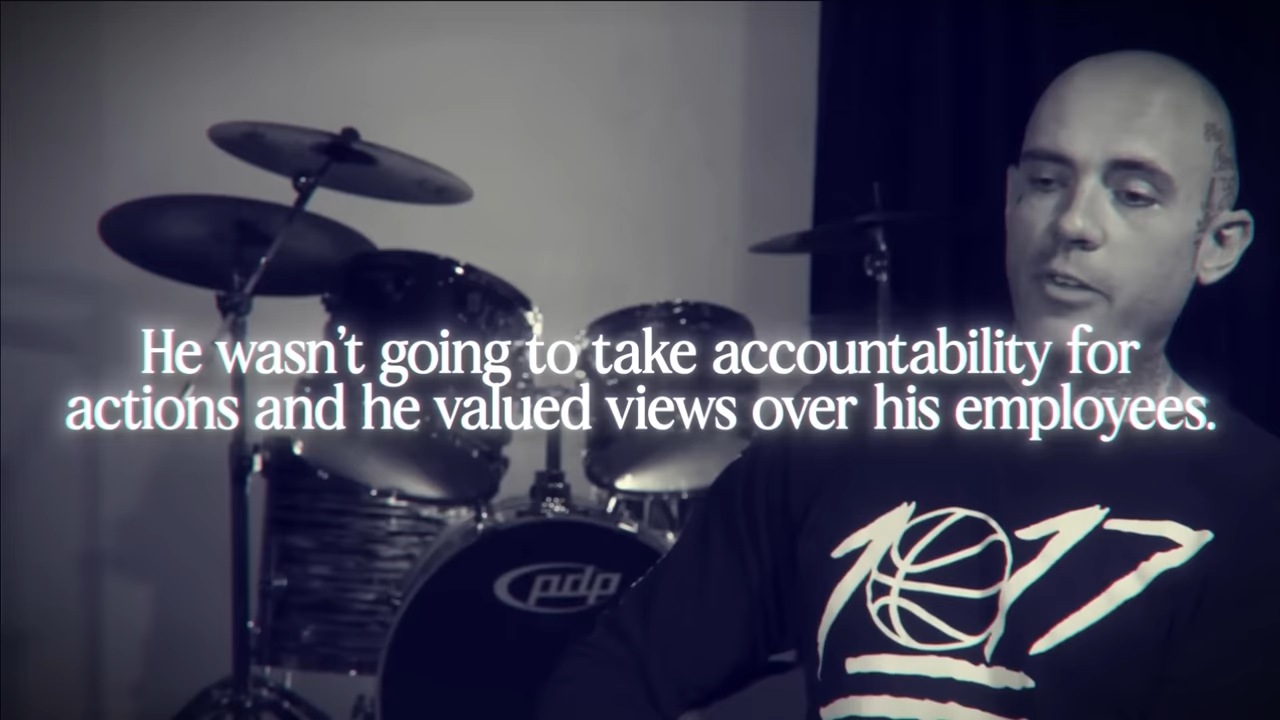 He wasn't going to take accountability for
actions and he valued views over his employees.
pdp
1017